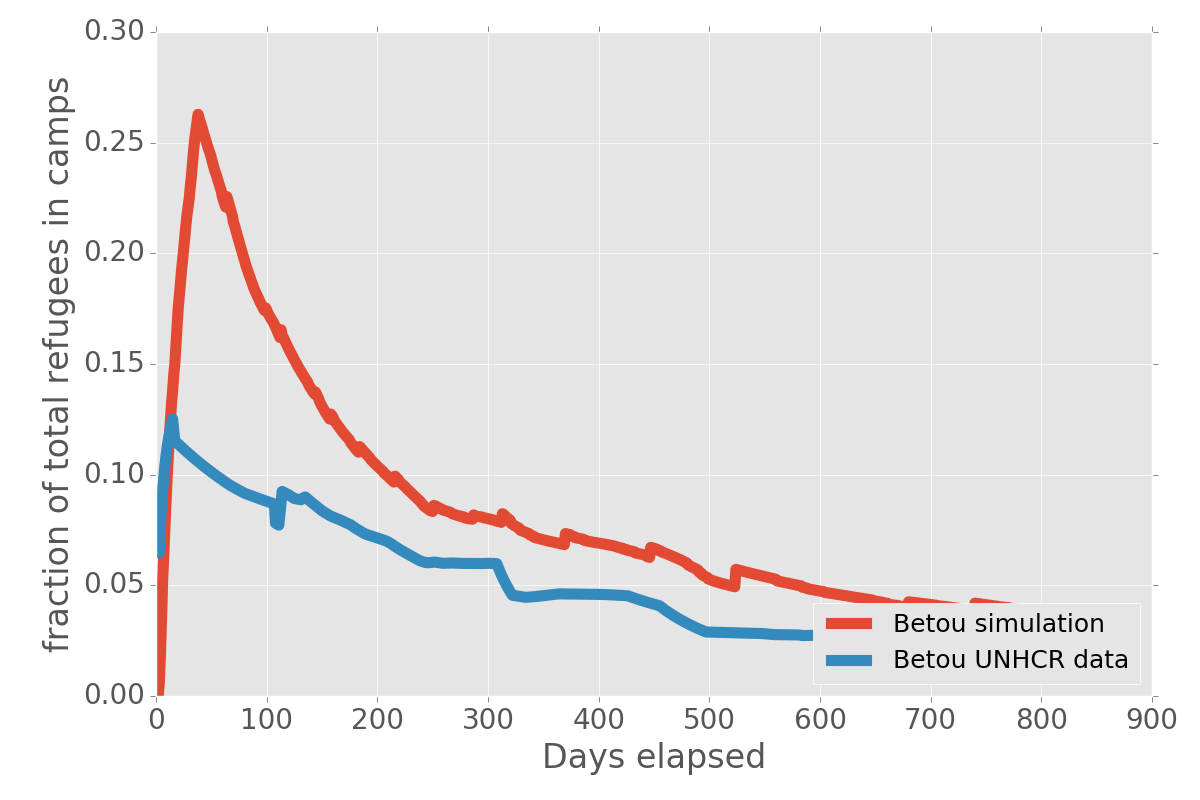 0.30
0.25
0.20
0.15
0.10
0.05
0.00
fraction of total refugees in camps
0 100 200 300 400 500 600 700 800 900
Days elapsed
Betou simulation
Betou UNHCR data